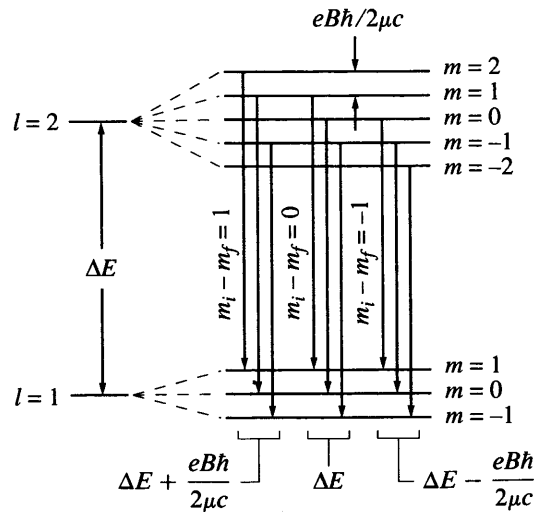 eBħ/2μc
m = 2
m = 1
l = 2
m = 0
m = –1
m = –2
m_i – m_f = 1
m_i – m_f = 0
m_i – m_f = –1
ΔE
m = 1
l = 1
m = 0
m = –1
ΔE + eBħ/2μc
ΔE
ΔE – eBħ/2μc